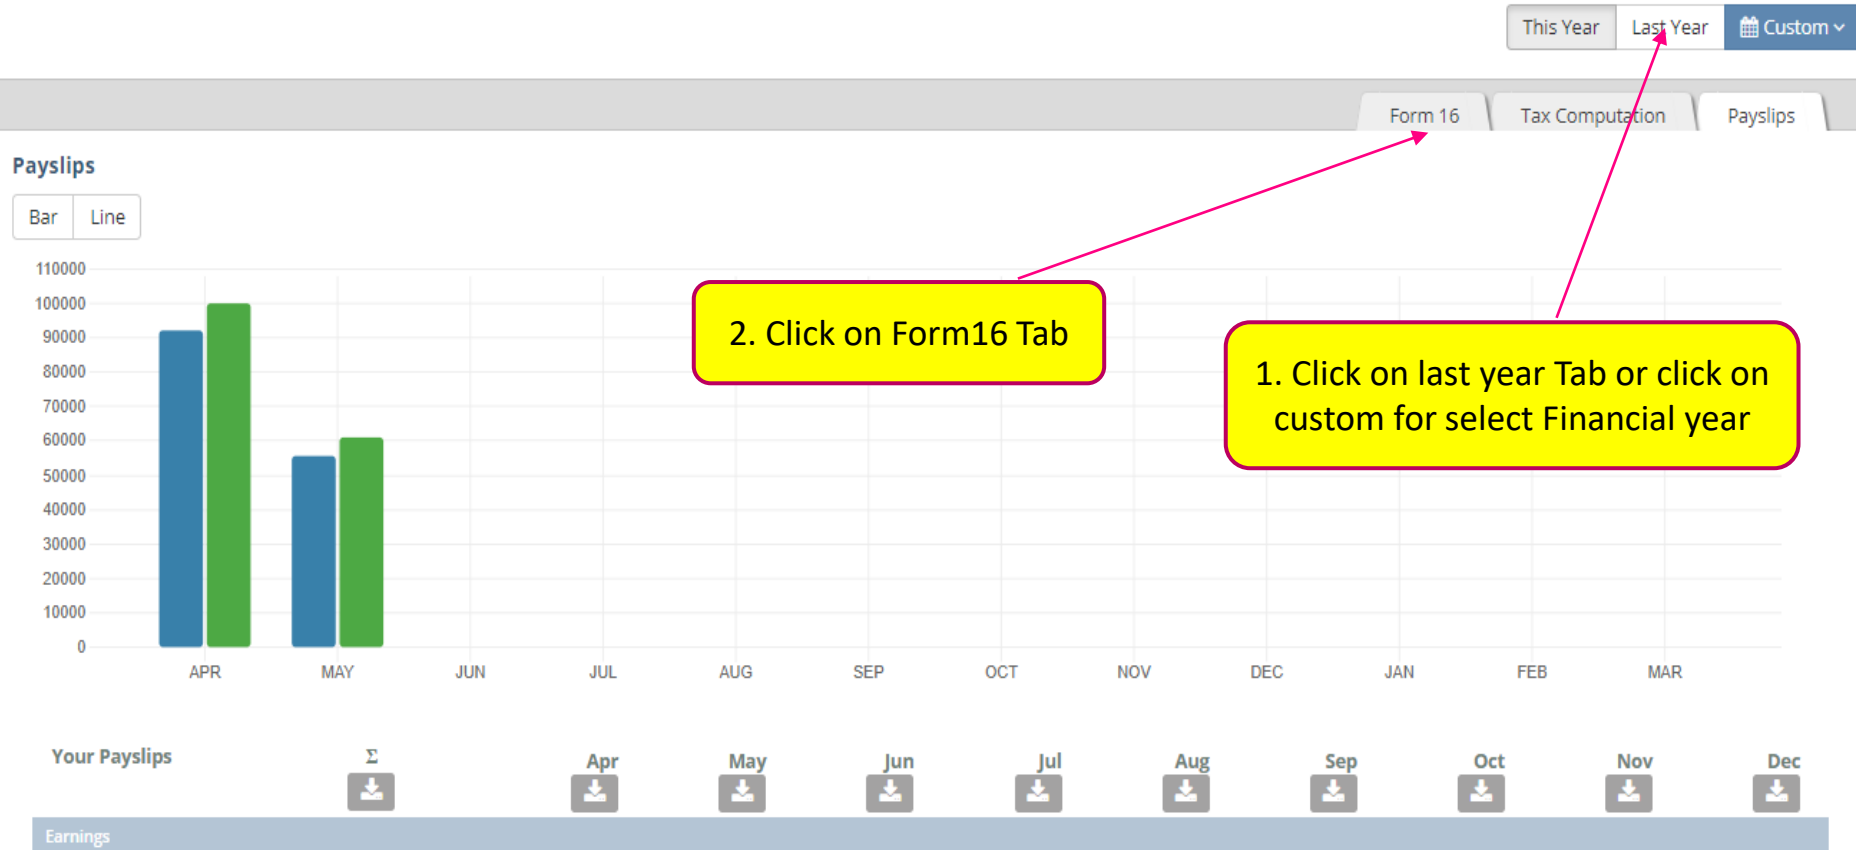 This Year Last Year Custom
Form 16 Tax Computation Payslips
Payslips
Bar Line
110000
100000
90000
80000
70000
60000
50000
40000
30000
20000
10000
0
2. Click on Form16 Tab
1. Click on last year Tab or click on
custom for select Financial year
APR MAY JUN JUL AUG SEP OCT NOV DEC JAN FEB MAR
Your Payslips Σ Apr May Jun Jul Aug Sep Oct Nov Dec
Earnings